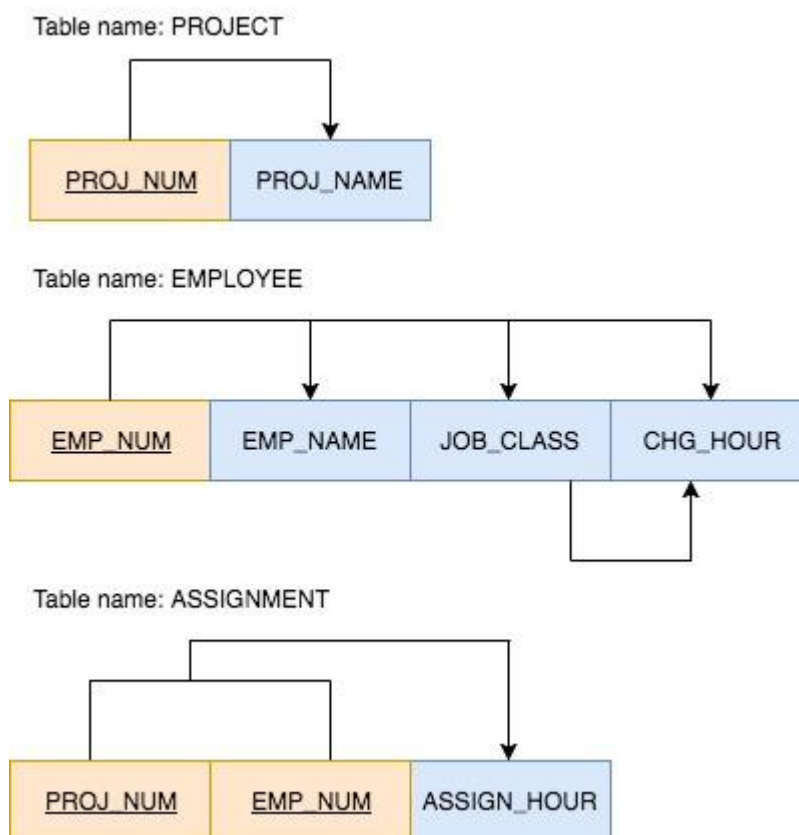 Table name: PROJECT
PROJ_NUM PROJ_NAME
Table name: EMPLOYEE
EMP_NUM EMP_NAME JOB_CLASS CHG_HOUR
Table name: ASSIGNMENT
PROJ_NUM EMP_NUM ASSIGN_HOUR